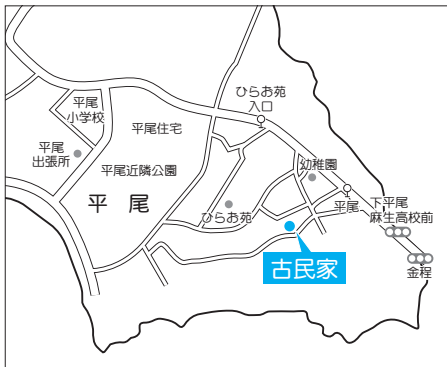 ひらお苑
入口
平尾
小学校
平尾住宅
平尾
出張所
平尾近隣公園
幼稚園
平尾
ひらお苑
平尾
下平尾
麻生高校前
古民家
金程